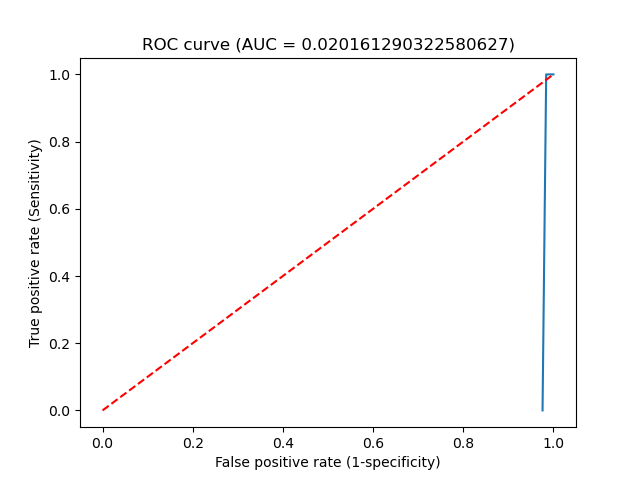 ROC curve (AUC = 0.020161290322580627)
1.0
0.8
0.6
0.4
0.2
0.0
True positive rate (Sensitivity)
0.0 0.2 0.4 0.6 0.8 1.0
False positive rate (1-specificity)